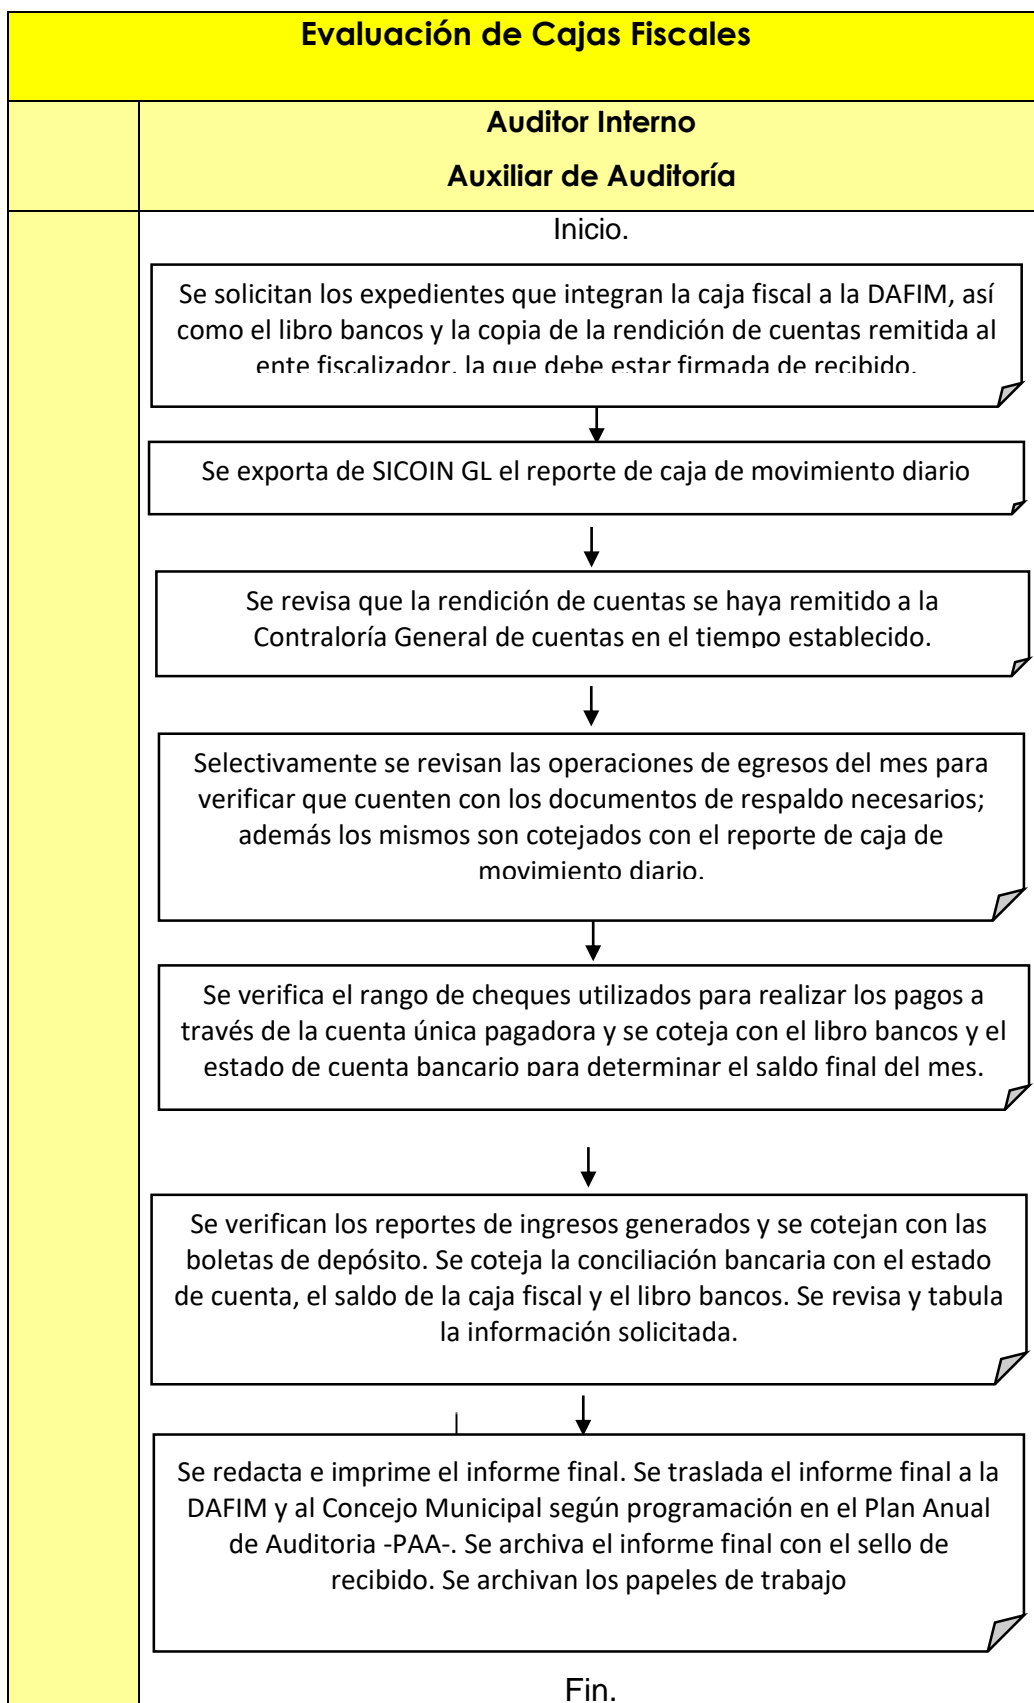 Evaluación de Cajas Fiscales
Auditor Interno
Auxiliar de Auditoría
Inicio.
Se solicitan los expedientes que integran la caja fiscal a la DAFIM, así
como el libro bancos y la copia de la rendición de cuentas remitida al
ente fiscalizador, la que debe estar firmada de recibido.
Se exporta de SICOIN GL el reporte de caja de movimiento diario
Se revisa que la rendición de cuentas se haya remitido a la
Contraloría General de cuentas en el tiempo establecido.
Selectivamente se revisan las operaciones de egresos del mes para
verificar que cuenten con los documentos de respaldo necesarios;
además los mismos son cotejados con el reporte de caja de
movimiento diario.
Se verifica el rango de cheques utilizados para realizar los pagos a
través de la cuenta única pagadora y se coteja con el libro bancos y el
estado de cuenta bancario para determinar el saldo final del mes.
Se verifican los reportes de ingresos generados y se cotejan con las
boletas de depósito. Se coteja la conciliación bancaria con el estado
de cuenta, el saldo de la caja fiscal y el libro bancos. Se revisa y tabula
la información solicitada.
Se redacta e imprime el informe final. Se traslada el informe final a la
DAFIM y al Concejo Municipal según programación en el Plan Anual
de Auditoria -PAA-. Se archiva el informe final con el sello de
recibido. Se archivan los papeles de trabajo
Fin.